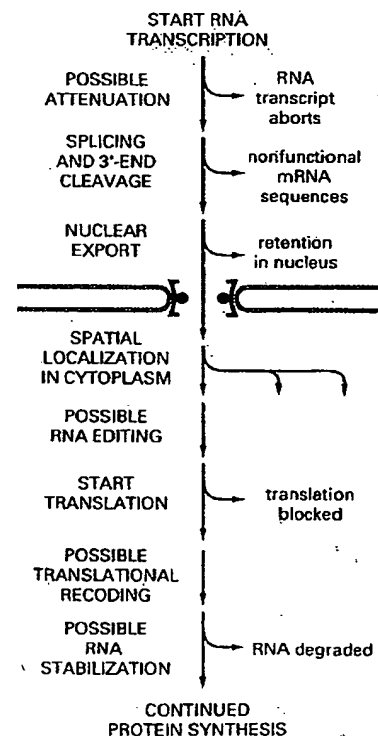 START RNA
TRANSCRIPTION
POSSIBLE
ATTENUATION
RNA
transcript
aborts
SPLICING
AND 3'-END
CLEAVAGE
nonfunctional
mRNA
sequences
NUCLEAR
EXPORT
retention
in nucleus
SPATIAL
LOCALIZATION
IN CYTOPLASM
POSSIBLE
RNA EDITING
START
TRANSLATION
translation
blocked
POSSIBLE
TRANSLATIONAL
RECODING
POSSIBLE
RNA
STABILIZATION
RNA degraded
CONTINUED
PROTEIN SYNTHESIS